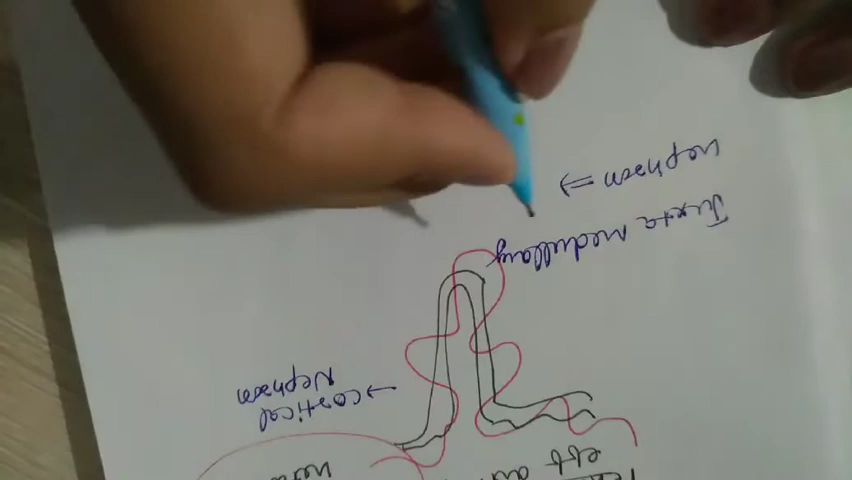 Juxta medullary
nephron ⇒
→ cortical
Nephron